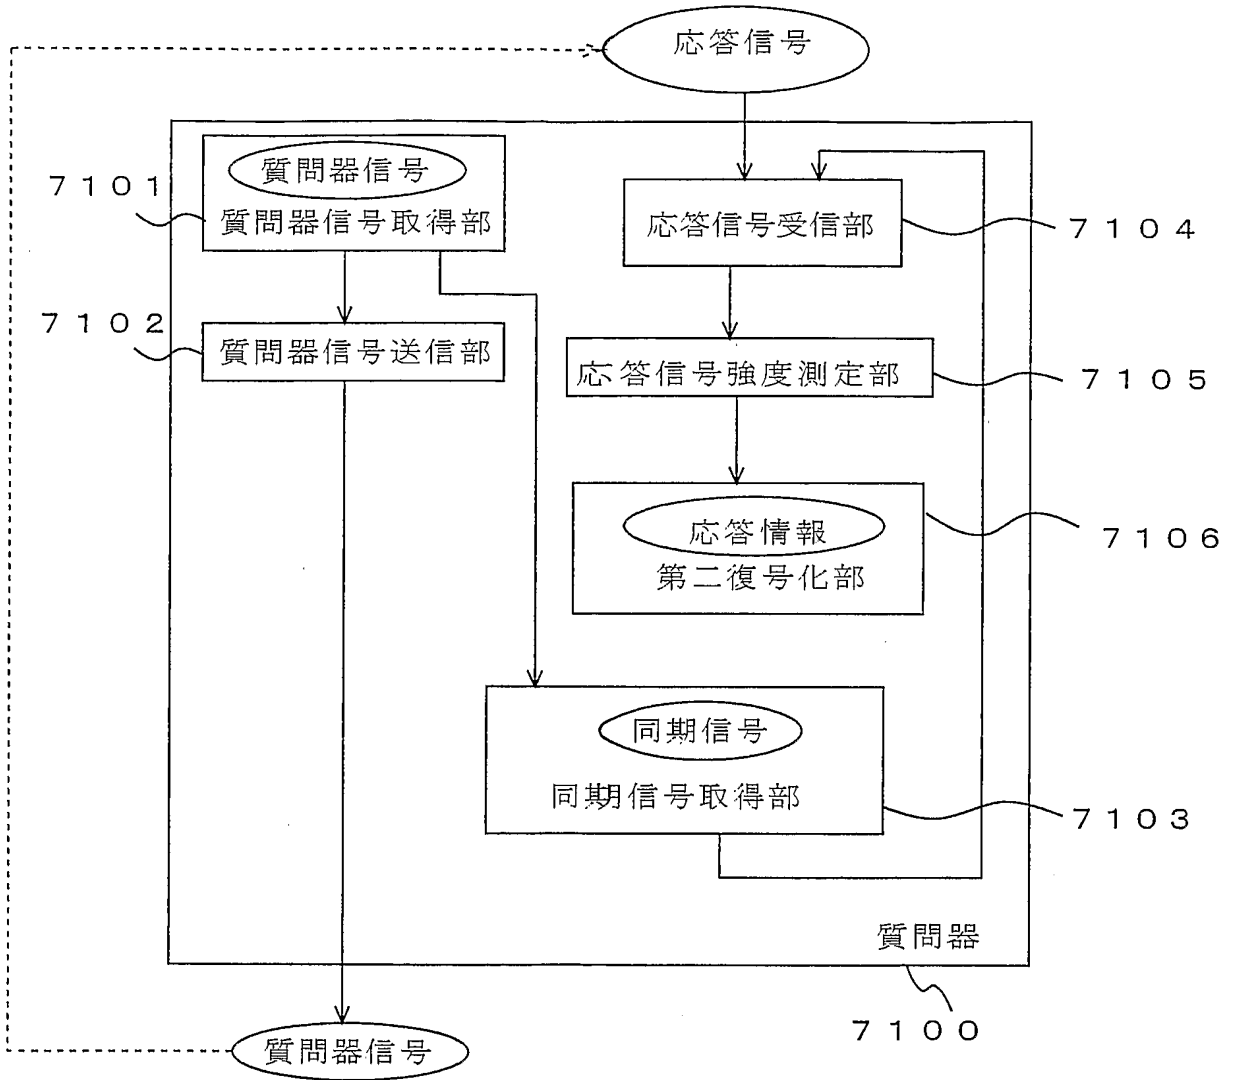 応答信号
質問器信号
7101
質問器信号取得部
応答信号受信部
7104
7102
質問器信号送信部
応答信号強度測定部
7105
応答情報
7106
第二復号化部
同期信号
同期信号取得部
7103
質問器
7100
質問器信号